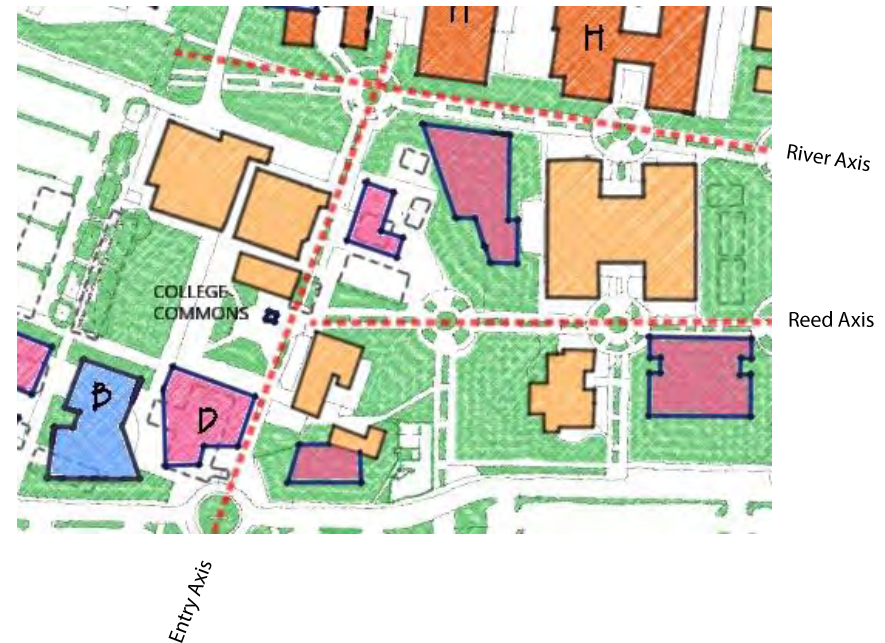 H
H
River Axis
COLLEGE
COMMONS
Reed Axis
B
D
Entry Axis